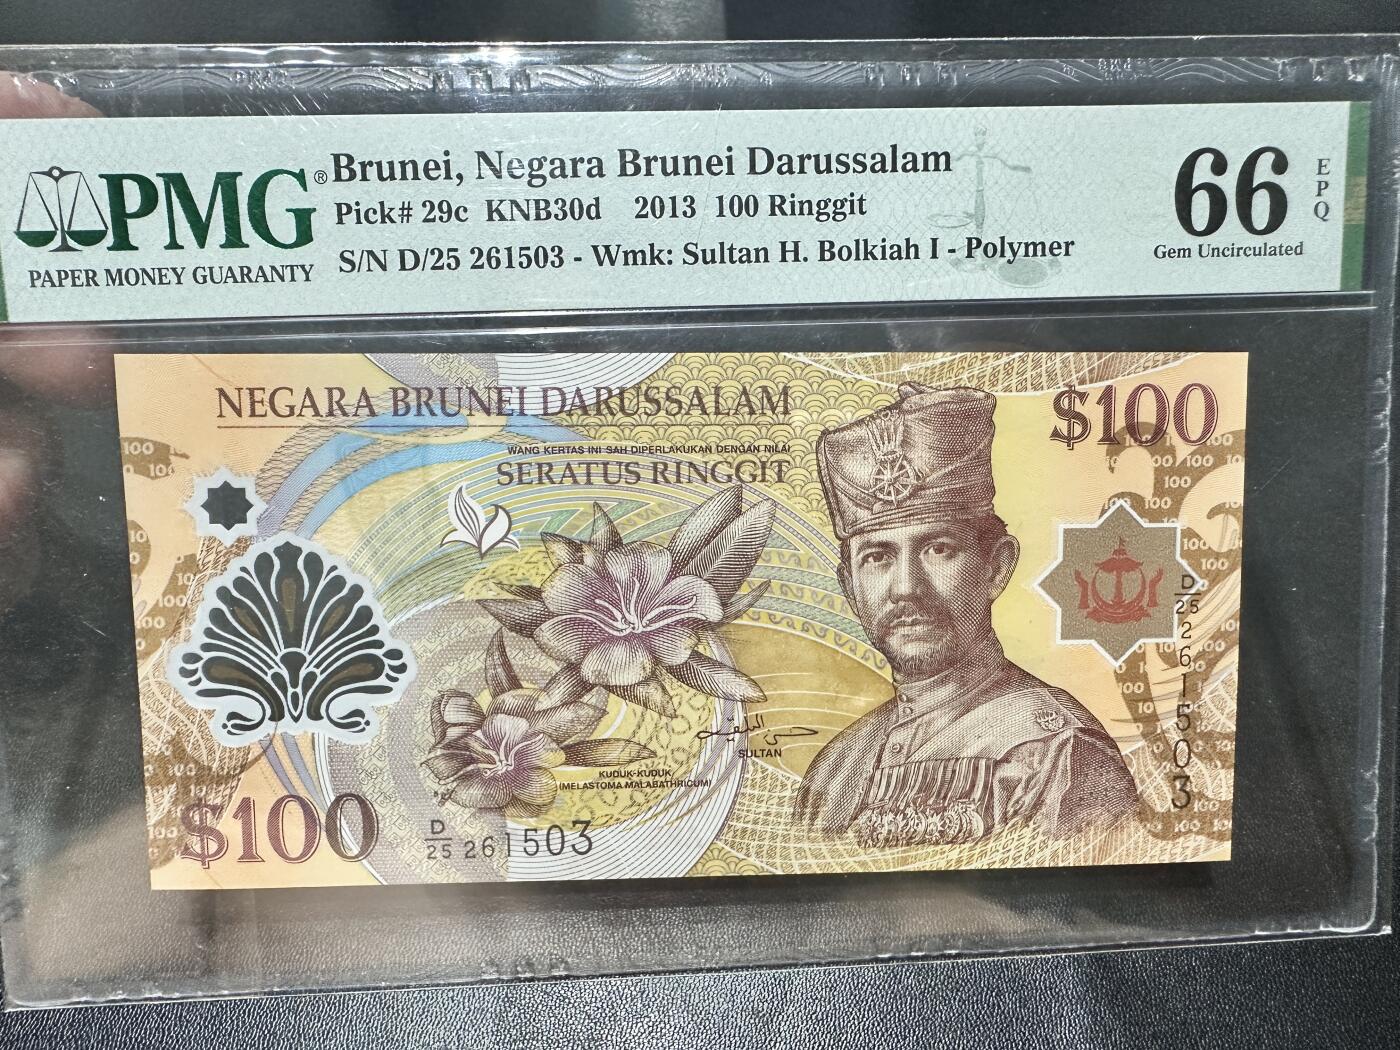 PMG®
PAPER MONEY GUARANTY
Brunei, Negara Brunei Darussalam
Pick# 29c KNB30d 2013 100 Ringgit
S/N D/25 261503 - Wmk: Sultan H. Bolkiah I - Polymer
66
EPQ
Gem Uncirculated
NEGARA BRUNEI DARUSSALAM
WANG KERTAS INI SAH DIPERLAKUKAN DENGAN NILAI
SERATUS RINGGIT
$100
D/25 261503
SULTAN
KUDUK-KUDUK
(MELASTOMA MALABATHRICUM)
$100
D/25 261503